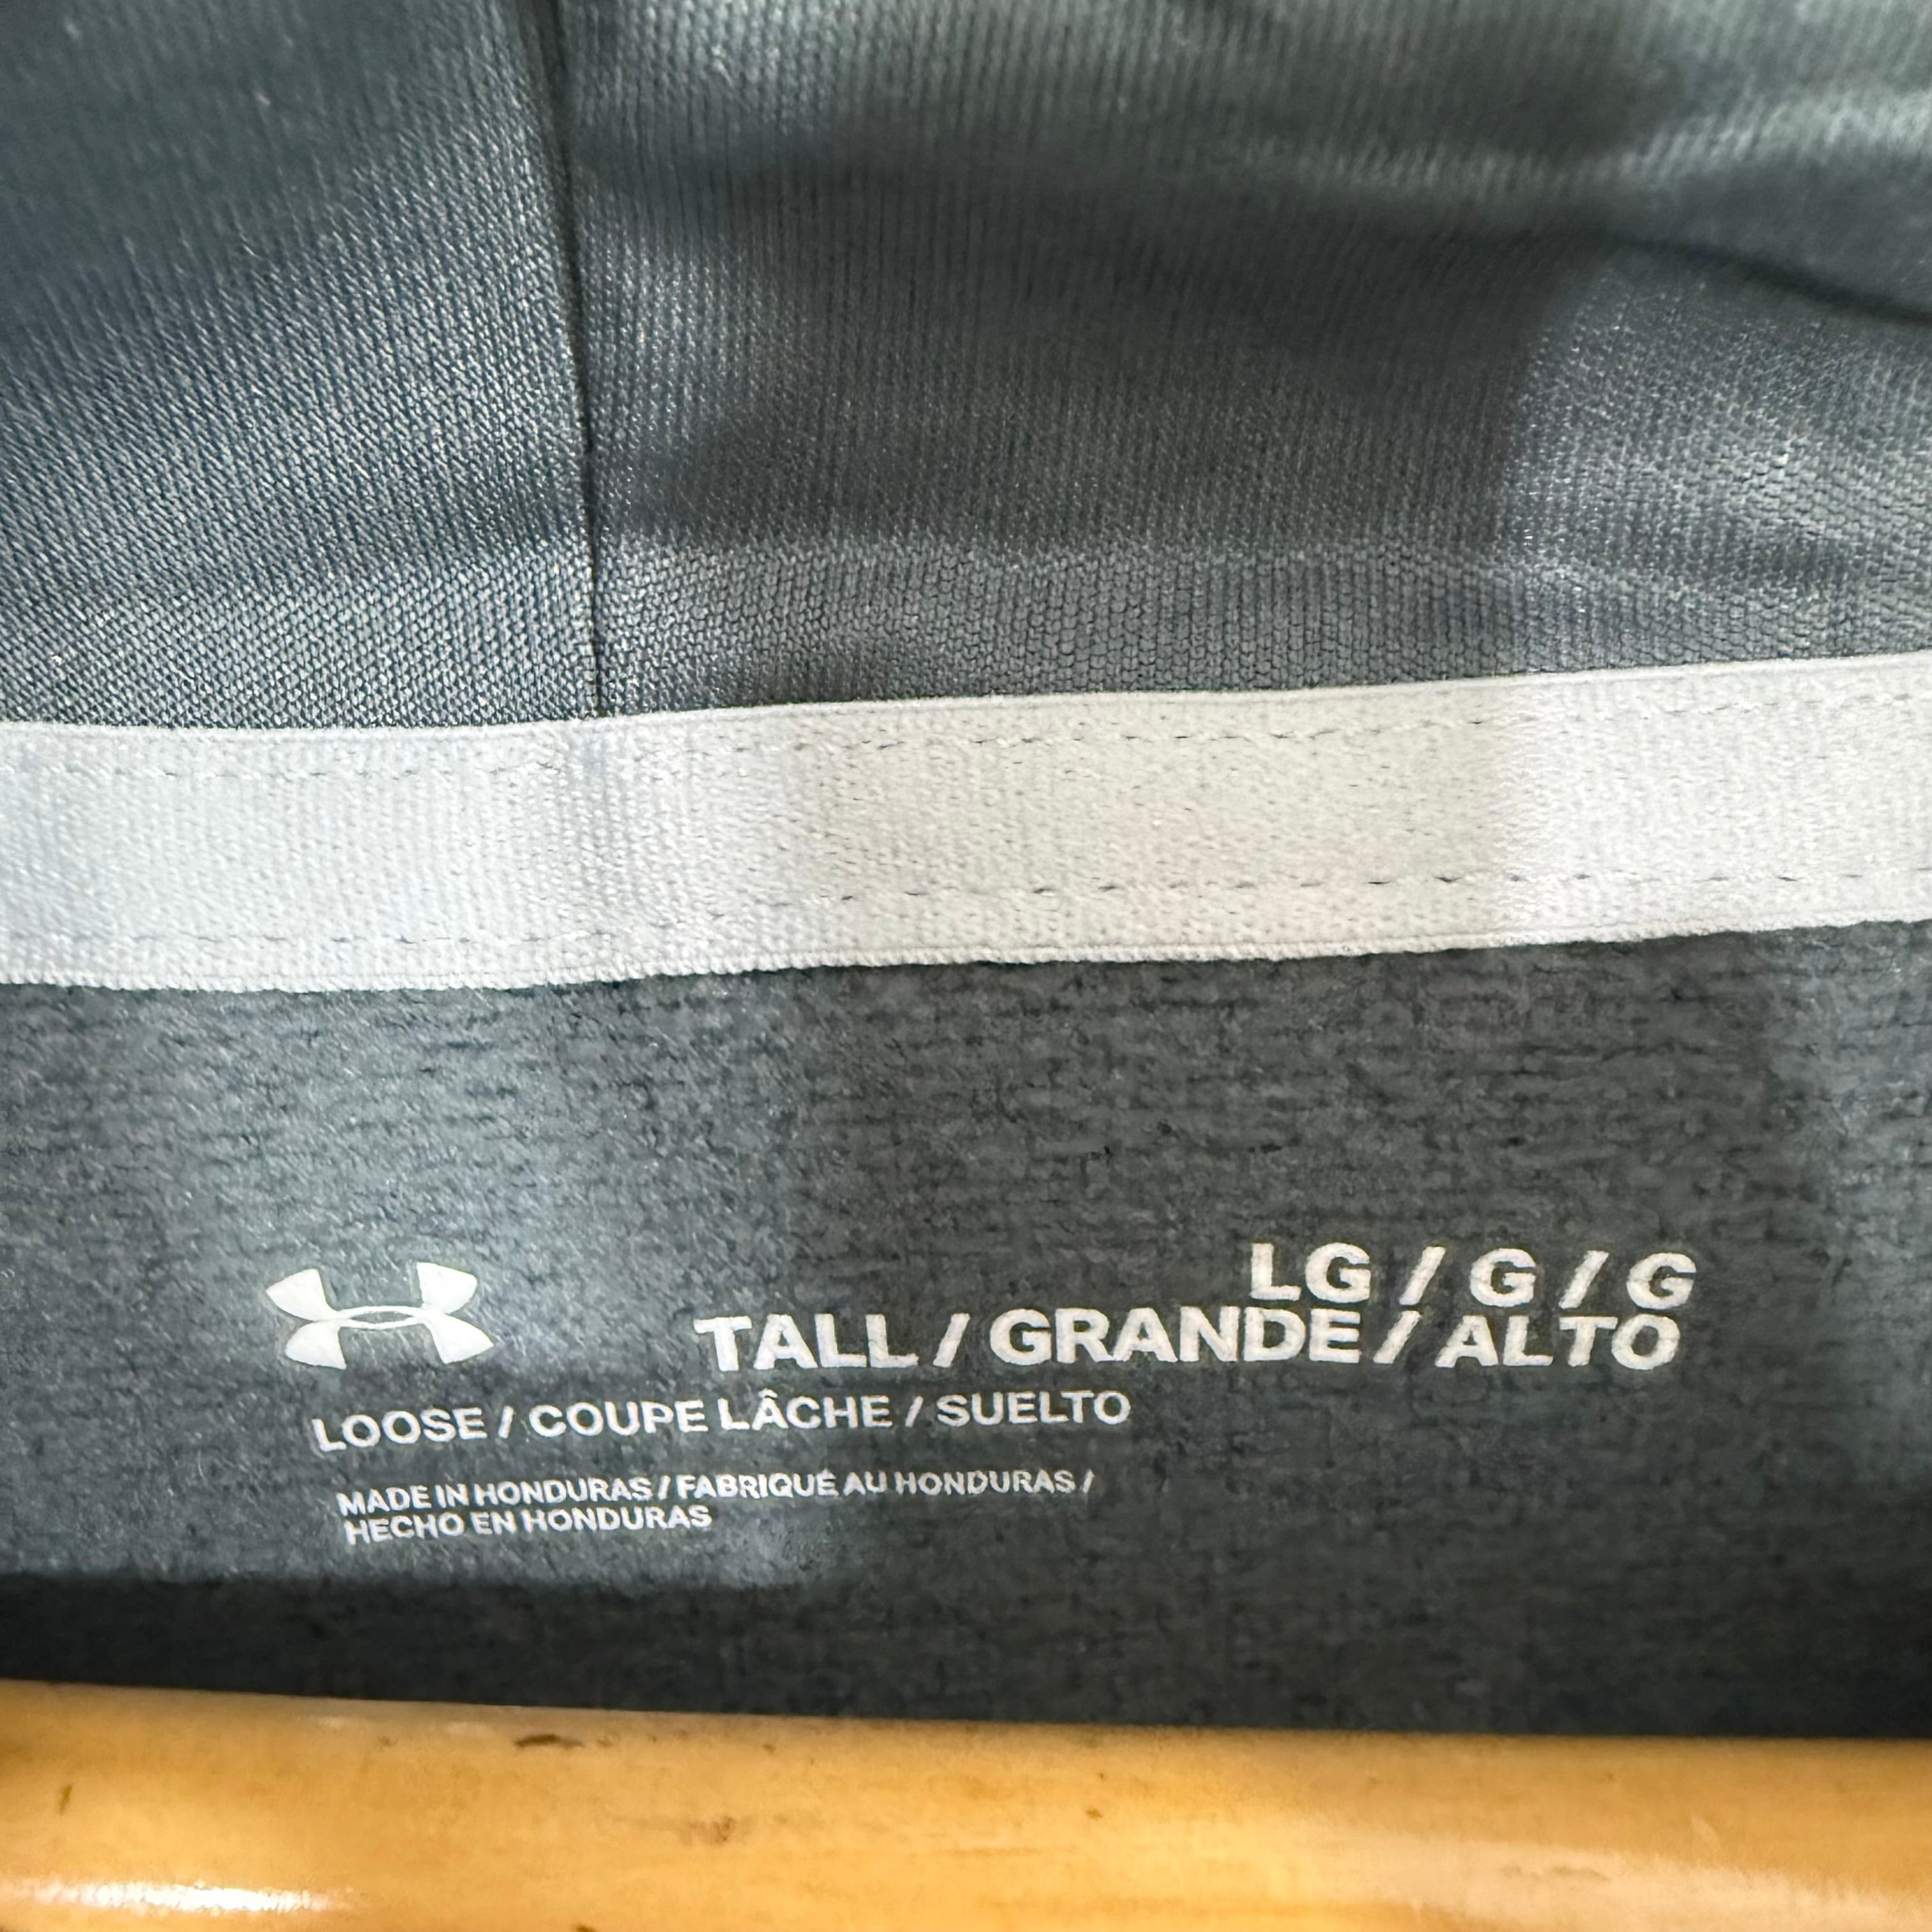 LG / G / G
TALL / GRANDE / ALTO
LOOSE / COUPE LÂCHE / SUELTO
MADE IN HONDURAS / FABRIQUÉ AU HONDURAS /
HECHO EN HONDURAS